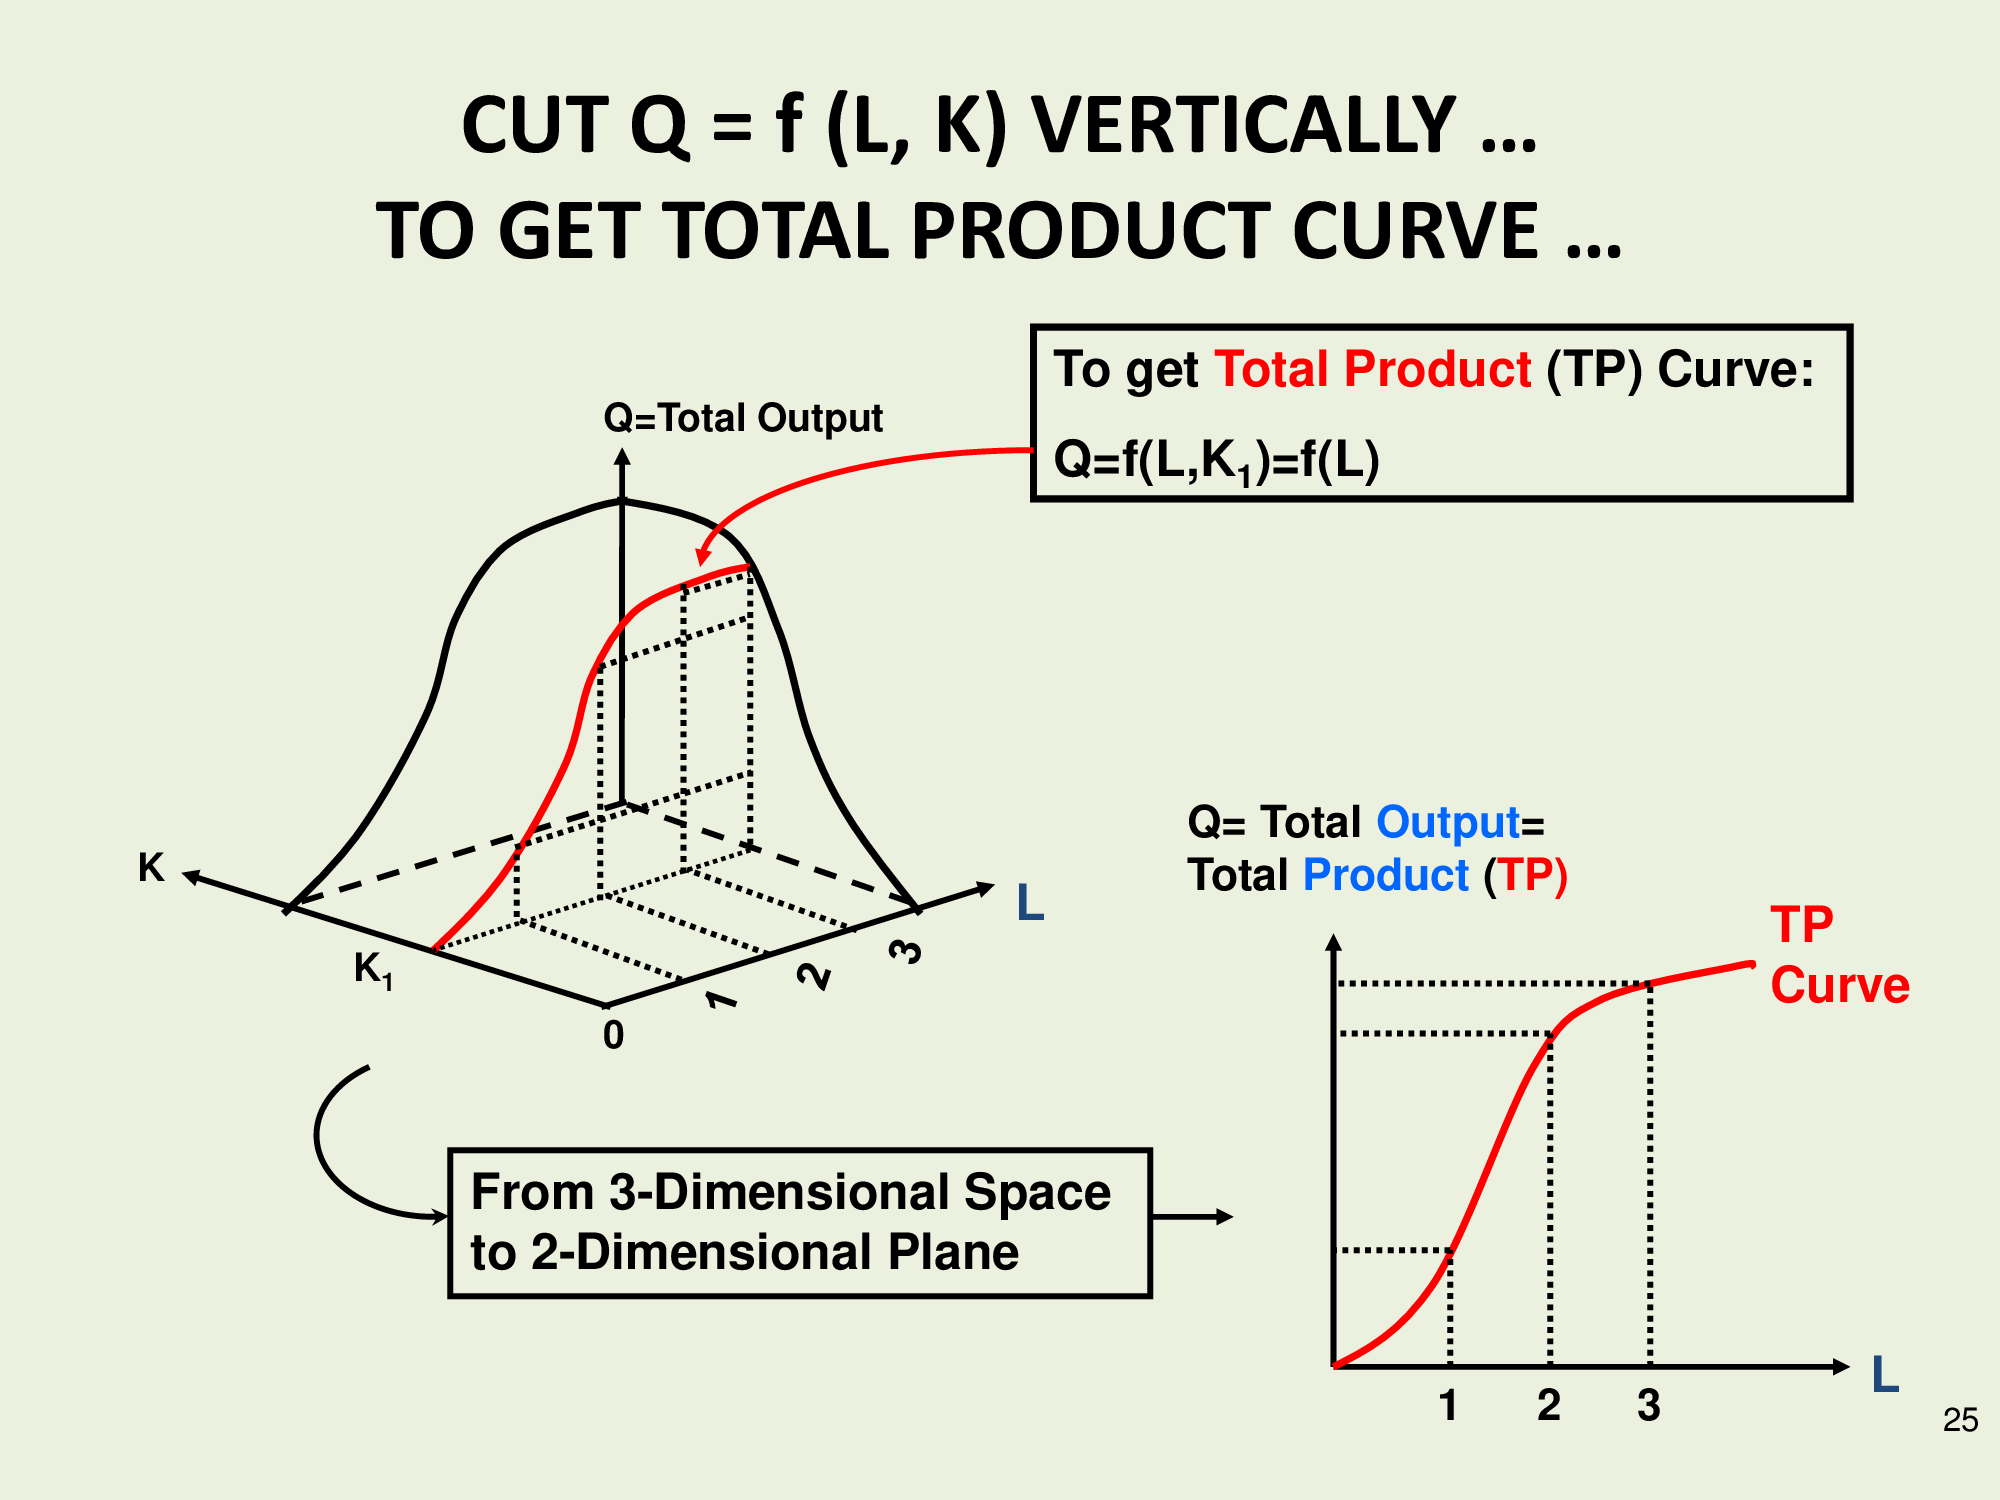 CUT Q = f (L, K) VERTICALLY …
TO GET TOTAL PRODUCT CURVE …
To get Total Product (TP) Curve:
Q=f(L,K₁)=f(L)
Q=Total Output
K
L
K₁
0
1
2
3
From 3-Dimensional Space
to 2-Dimensional Plane
Q= Total Output=
Total Product (TP)
TP
Curve
1 2 3
L
25